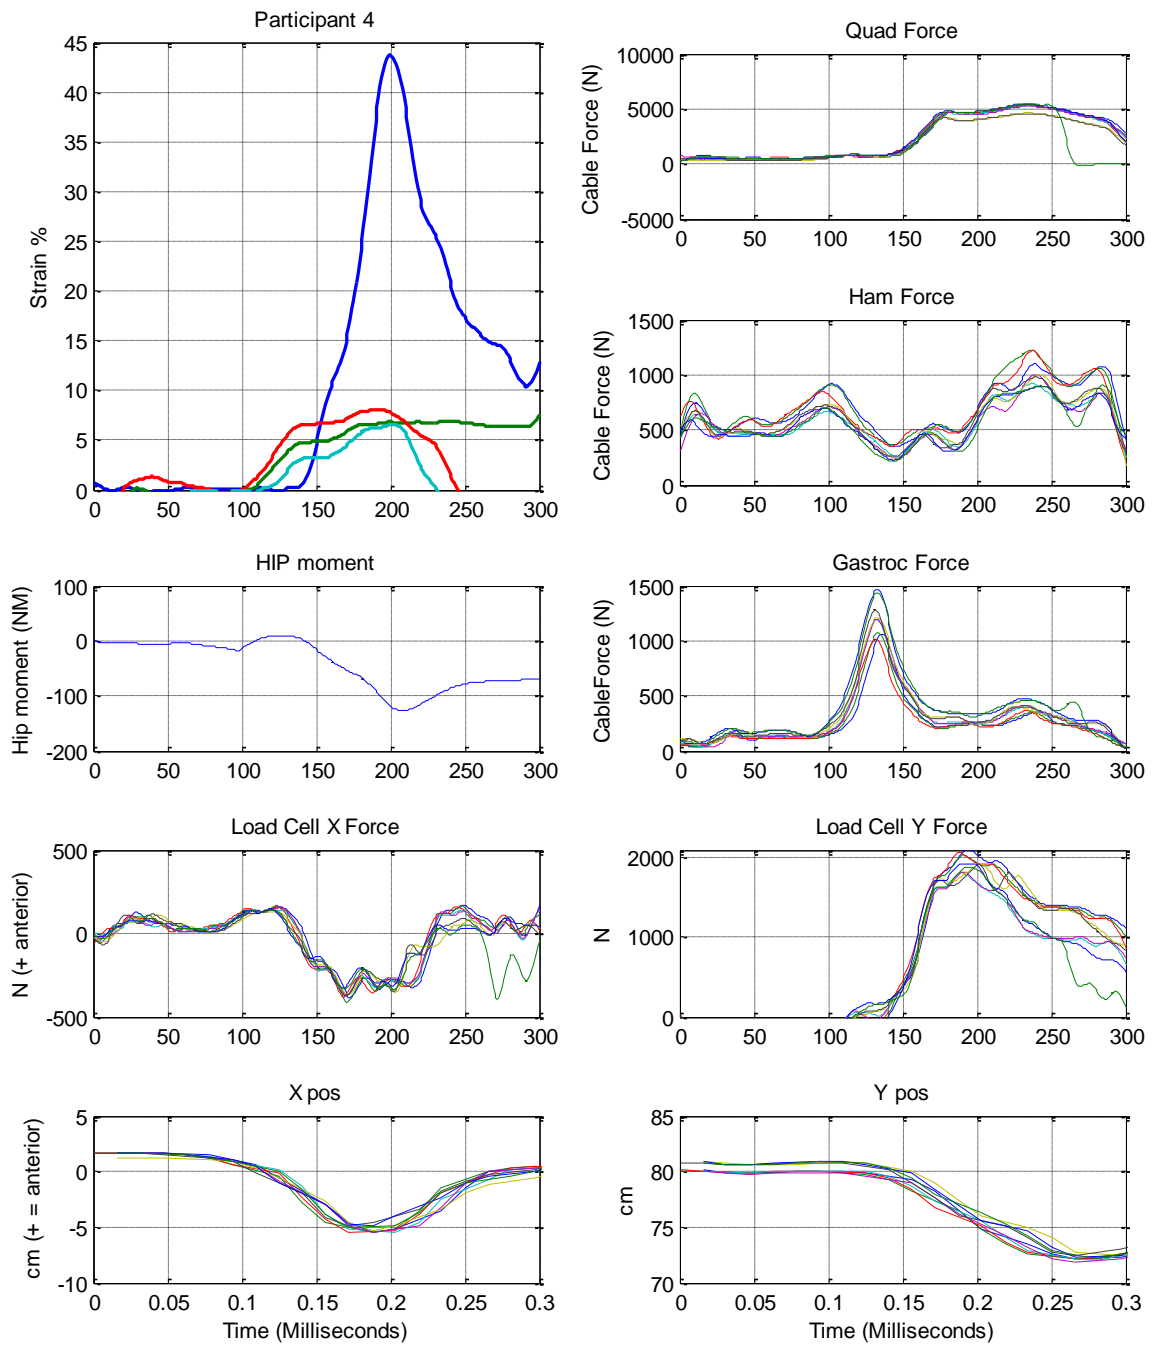 Participant 4
45
40
35
30
25
20
15
10
5
0
Strain %
0 50 100 150 200 250 300
Quad Force
10000
5000
0
-5000
Cable Force (N)
0 50 100 150 200 250 300
Ham Force
1500
1000
500
0
Cable Force (N)
0 50 100 150 200 250 300
HIP moment
100
0
-100
-200
Hip moment (NM)
0 50 100 150 200 250 300
Gastroc Force
1500
1000
500
0
CableForce (N)
0 50 100 150 200 250 300
Load Cell X Force
500
0
-500
N (+ anterior)
0 50 100 150 200 250 300
Load Cell Y Force
2000
1000
0
N
0 50 100 150 200 250 300
X pos
5
0
-5
-10
cm (+ = anterior)
0 0.05 0.1 0.15 0.2 0.25 0.3
Time (Milliseconds)
Y pos
85
80
75
70
cm
0 0.05 0.1 0.15 0.2 0.25 0.3
Time (Milliseconds)